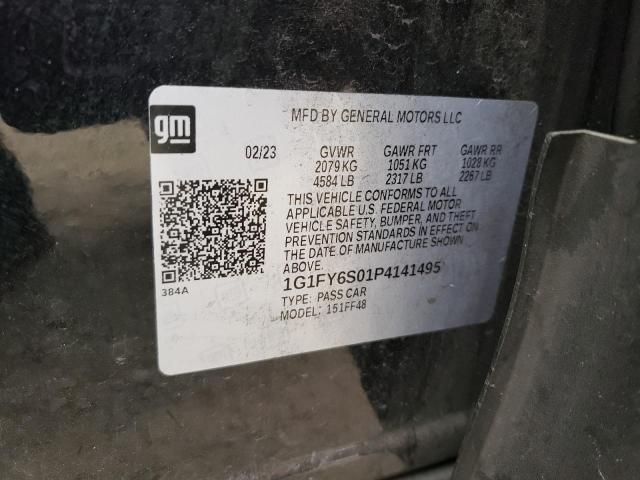 gm
MFD BY GENERAL MOTORS LLC
02/23 GVWR GAWR FRT GAWR RR
2079 KG 1051 KG 1028 KG
4584 LB 2317 LB 2267 LB
THIS VEHICLE CONFORMS TO ALL
APPLICABLE U.S. FEDERAL MOTOR
VEHICLE SAFETY, BUMPER, AND THEFT
PREVENTION STANDARDS IN EFFECT ON
THE DATE OF MANUFACTURE SHOWN
ABOVE.
384A
1G1FY6S01P4141495
TYPE: PASS CAR
MODEL: 151FF48